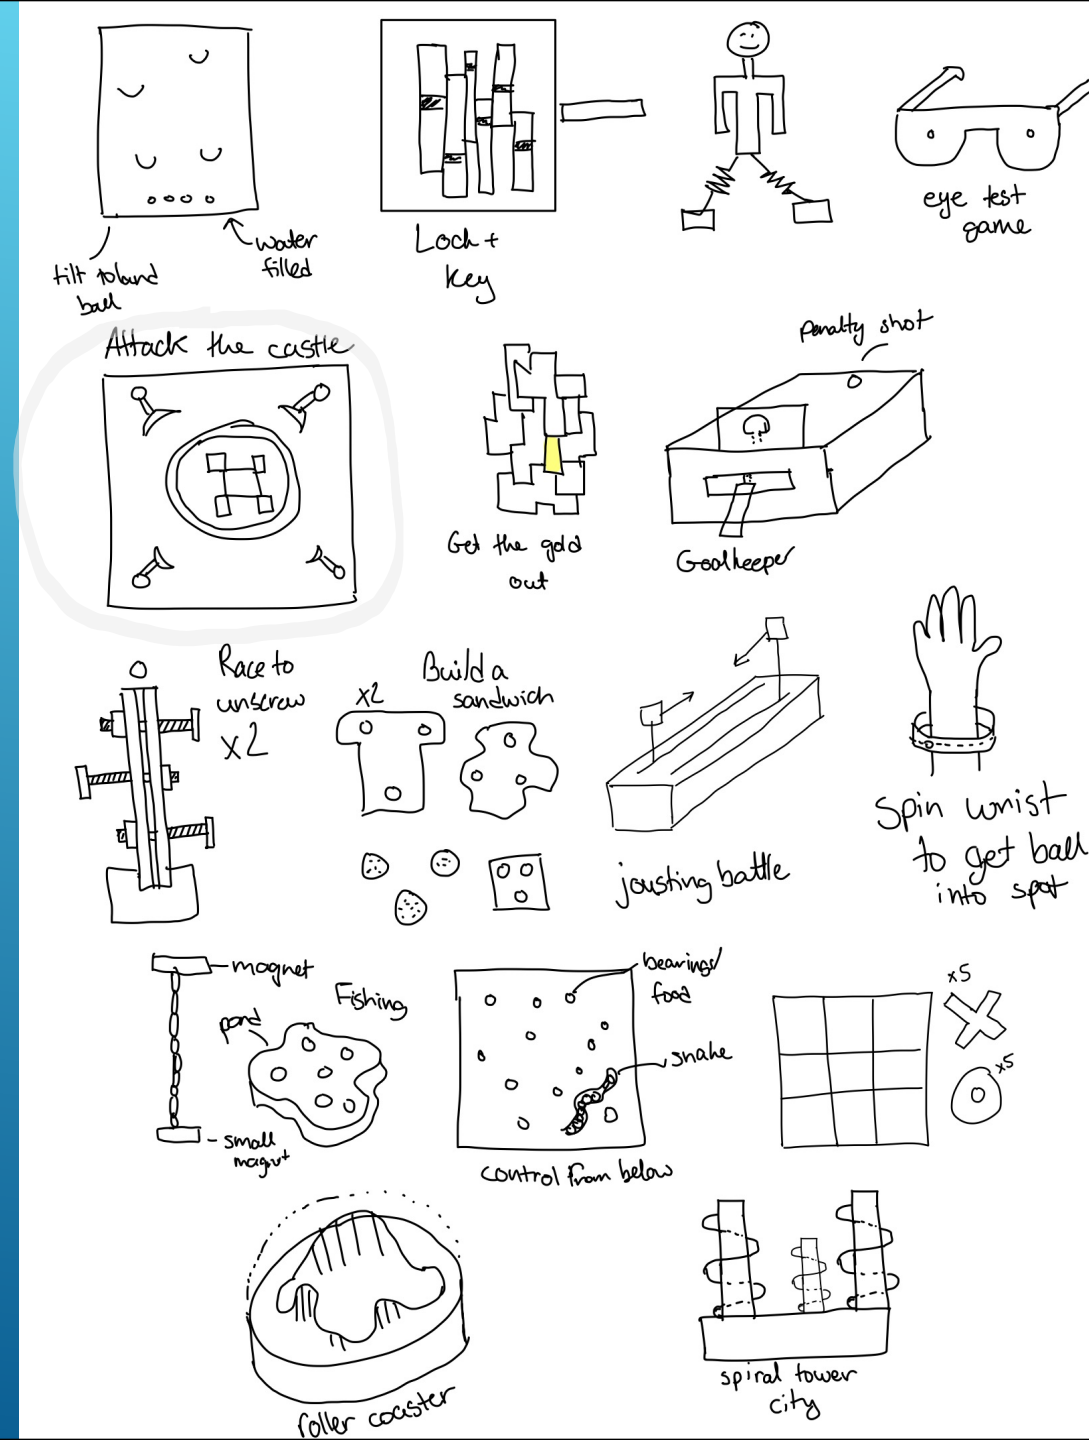 tilt to land
ball
water
filled
Lock +
key
eye test
game
Attack the castle
Get the gold
out
Penalty shot
Goalkeeper
Race to
unscrew
x2
x2
Build a
sandwich
jousting battle
Spin wrist
to get ball
into spot
magnet
small
magnet
Fishing
pond
bearings/
food
snake
control from below
x5
x5
roller coaster
spiral tower
city